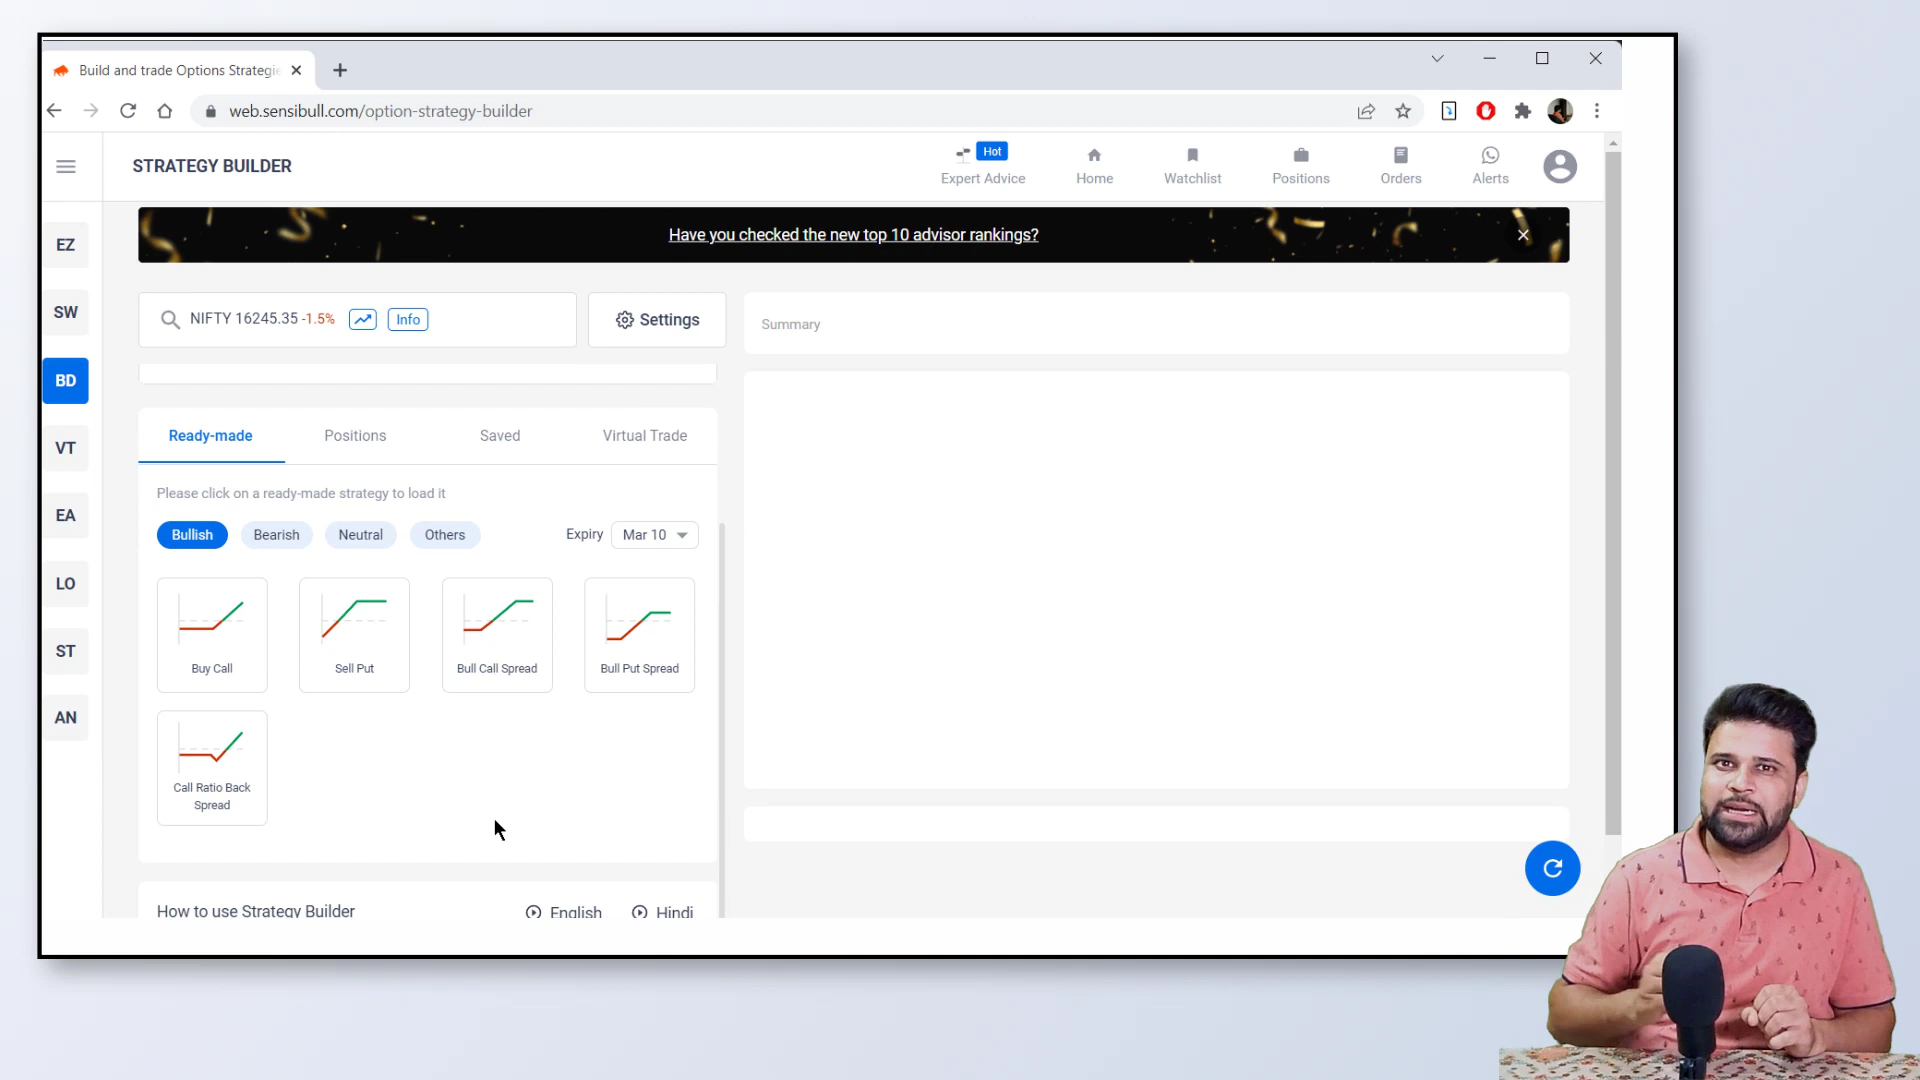 Build and trade Options Strategie
web.sensibull.com/option-strategy-builder
STRATEGY BUILDER
Hot
Expert Advice
Home
Watchlist
Positions
Orders
Alerts
Have you checked the new top 10 advisor rankings?
EZ
SW
BD
VT
EA
LO
ST
AN
NIFTY 16245.35 -1.5%
Info
Settings
Summary
Ready-made
Positions
Saved
Virtual Trade
Please click on a ready-made strategy to load it
Bullish
Bearish
Neutral
Others
Expiry
Mar 10
Buy Call
Sell Put
Bull Call Spread
Bull Put Spread
Call Ratio Back
Spread
How to use Strategy Builder
English
Hindi